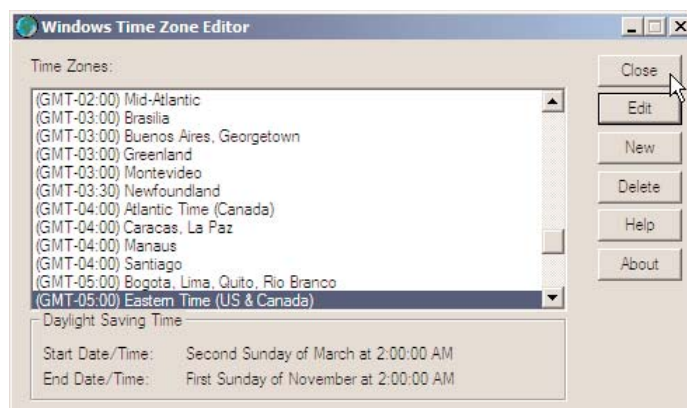 Windows Time Zone Editor
Time Zones:
(GMT-02:00) Mid-Atlantic
(GMT-03:00) Brasilia
(GMT-03:00) Buenos Aires, Georgetown
(GMT-03:00) Greenland
(GMT-03:00) Montevideo
(GMT-03:30) Newfoundland
(GMT-04:00) Atlantic Time (Canada)
(GMT-04:00) Caracas, La Paz
(GMT-04:00) Manaus
(GMT-04:00) Santiago
(GMT-05:00) Bogota, Lima, Quito, Rio Branco
(GMT-05:00) Eastern Time (US & Canada)
Close
Edit
New
Delete
Help
About
Daylight Saving Time
Start Date/Time: Second Sunday of March at 2:00:00 AM
End Date/Time: First Sunday of November at 2:00:00 AM